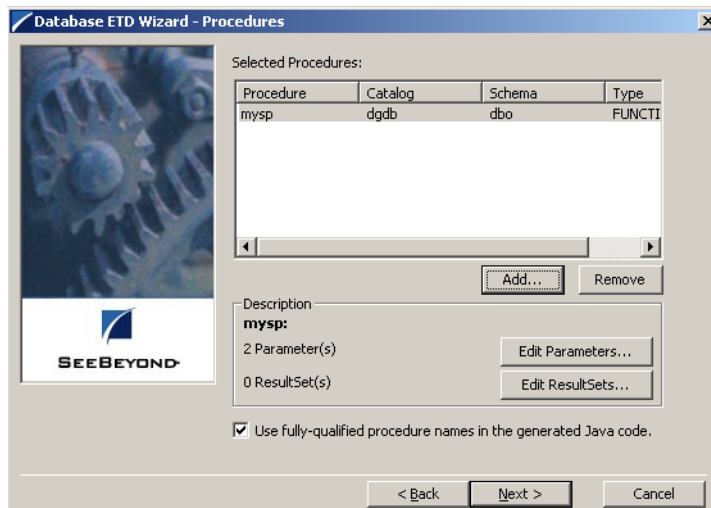 Database ETD Wizard - Procedures
Selected Procedures:
Procedure Catalog Schema Type
mysp dgdb dbo FUNCTI
Add... Remove
Description
mysp:
2 Parameter(s) Edit Parameters...
0 ResultSet(s) Edit ResultSets...
SEEBEYOND
Use fully-qualified procedure names in the generated Java code.
< Back Next > Cancel